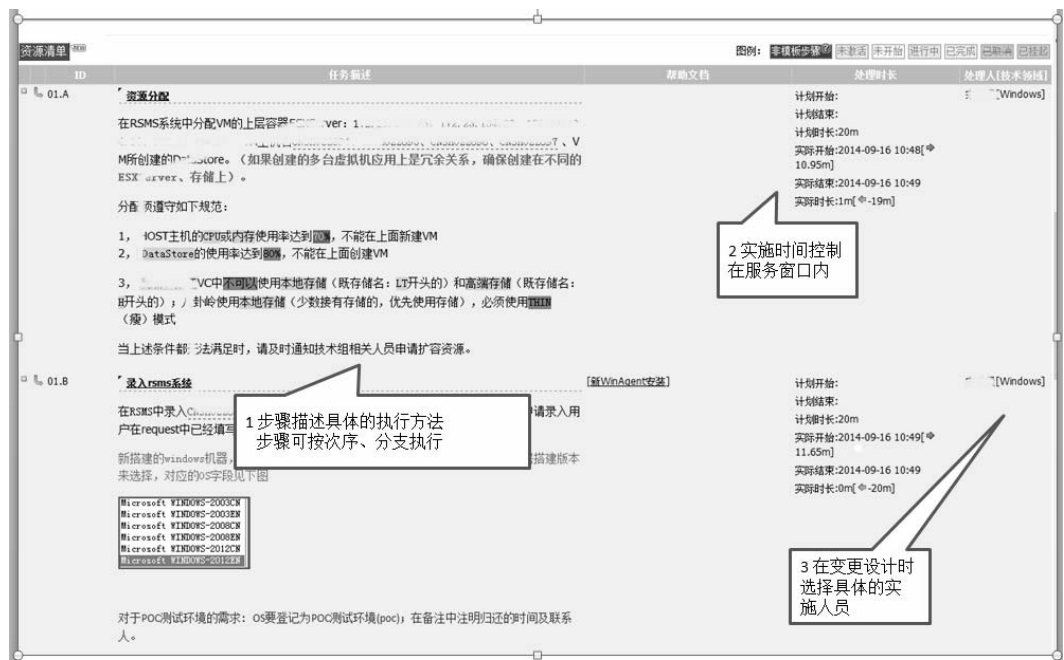 资源清单
图例: 非模板步骤 未激活 未开始 进行中 已完成 已取消 已挂起
ID 任务描述 帮助文档 处理时长 处理人[技术领域]
01.A 资源分配
在RSMS系统中分配VM的上层容器
VM所创建的 Store。(如果创建的多台虚拟机应用上是冗余关系,确保创建在不同的
ESX server、存储上)。
遵守如下规范:
1, HOST主机的CPU或内存使用率达到 ,不能在上面新建VM
2, DataStore的使用率达到80%,不能在上面创建VM
3, VC中不可以使用本地存储(既存储名:LT开头的)和高端存储(既存储名:
H开头的); 使用本地存储(少数接有存储的,优先使用存储),必须使用THIN
(瘦)模式
当上述条件都 法满足时,请及时通知技术组相关人员申请扩容资源。
计划开始:
计划结束:
计划时长:20m
实际开始:2014-09-16 10:48[
10.95m]
实际结束:2014-09-16 10:49
实际时长:1m[ -19m]
[Windows]
2 实施时间控制
在服务窗口内
01.B 录入rsms系统
[新WinAgent安装]
在RSMS中录入 请录入用
户在request中已经填写
新搭建的windows机器, 搭建版本
来选择,对应的OS字段见下图
1 步骤描述具体的执行方法
步骤可按次序、分支执行
Microsoft WINDOWS-2003CN
Microsoft WINDOWS-2003EN
Microsoft WINDOWS-2008CN
Microsoft WINDOWS-2008EN
Microsoft WINDOWS-2012CN
Microsoft WINDOWS-2012EN
对于POC测试环境的需求: OS要登记为POC测试环境(poc);在备注中注明归还的时间及联系
人。
计划开始:
计划结束:
计划时长:20m
实际开始:2014-09-16 10:49[
11.65m]
实际结束:2014-09-16 10:49
实际时长:0m[ -20m]
[Windows]
3 在变更设计时
选择具体的实
施人员